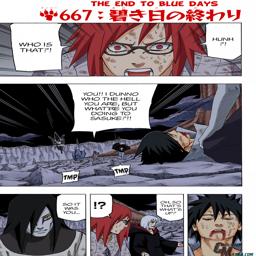 THE END TO BLUE DAYS
667:碧き日の終わり
WHO IS
THAT?!
HUNH
?!
YOU!! I DUNNO
WHO THE HELL
YOU ARE, BUT
WHAT'RE YOU
DOING TO
SASUKE?!!
TMP
TMP
SO IT
WAS
YOU...
!?
OH, SO
THAT'S
WHAT'S
UP?